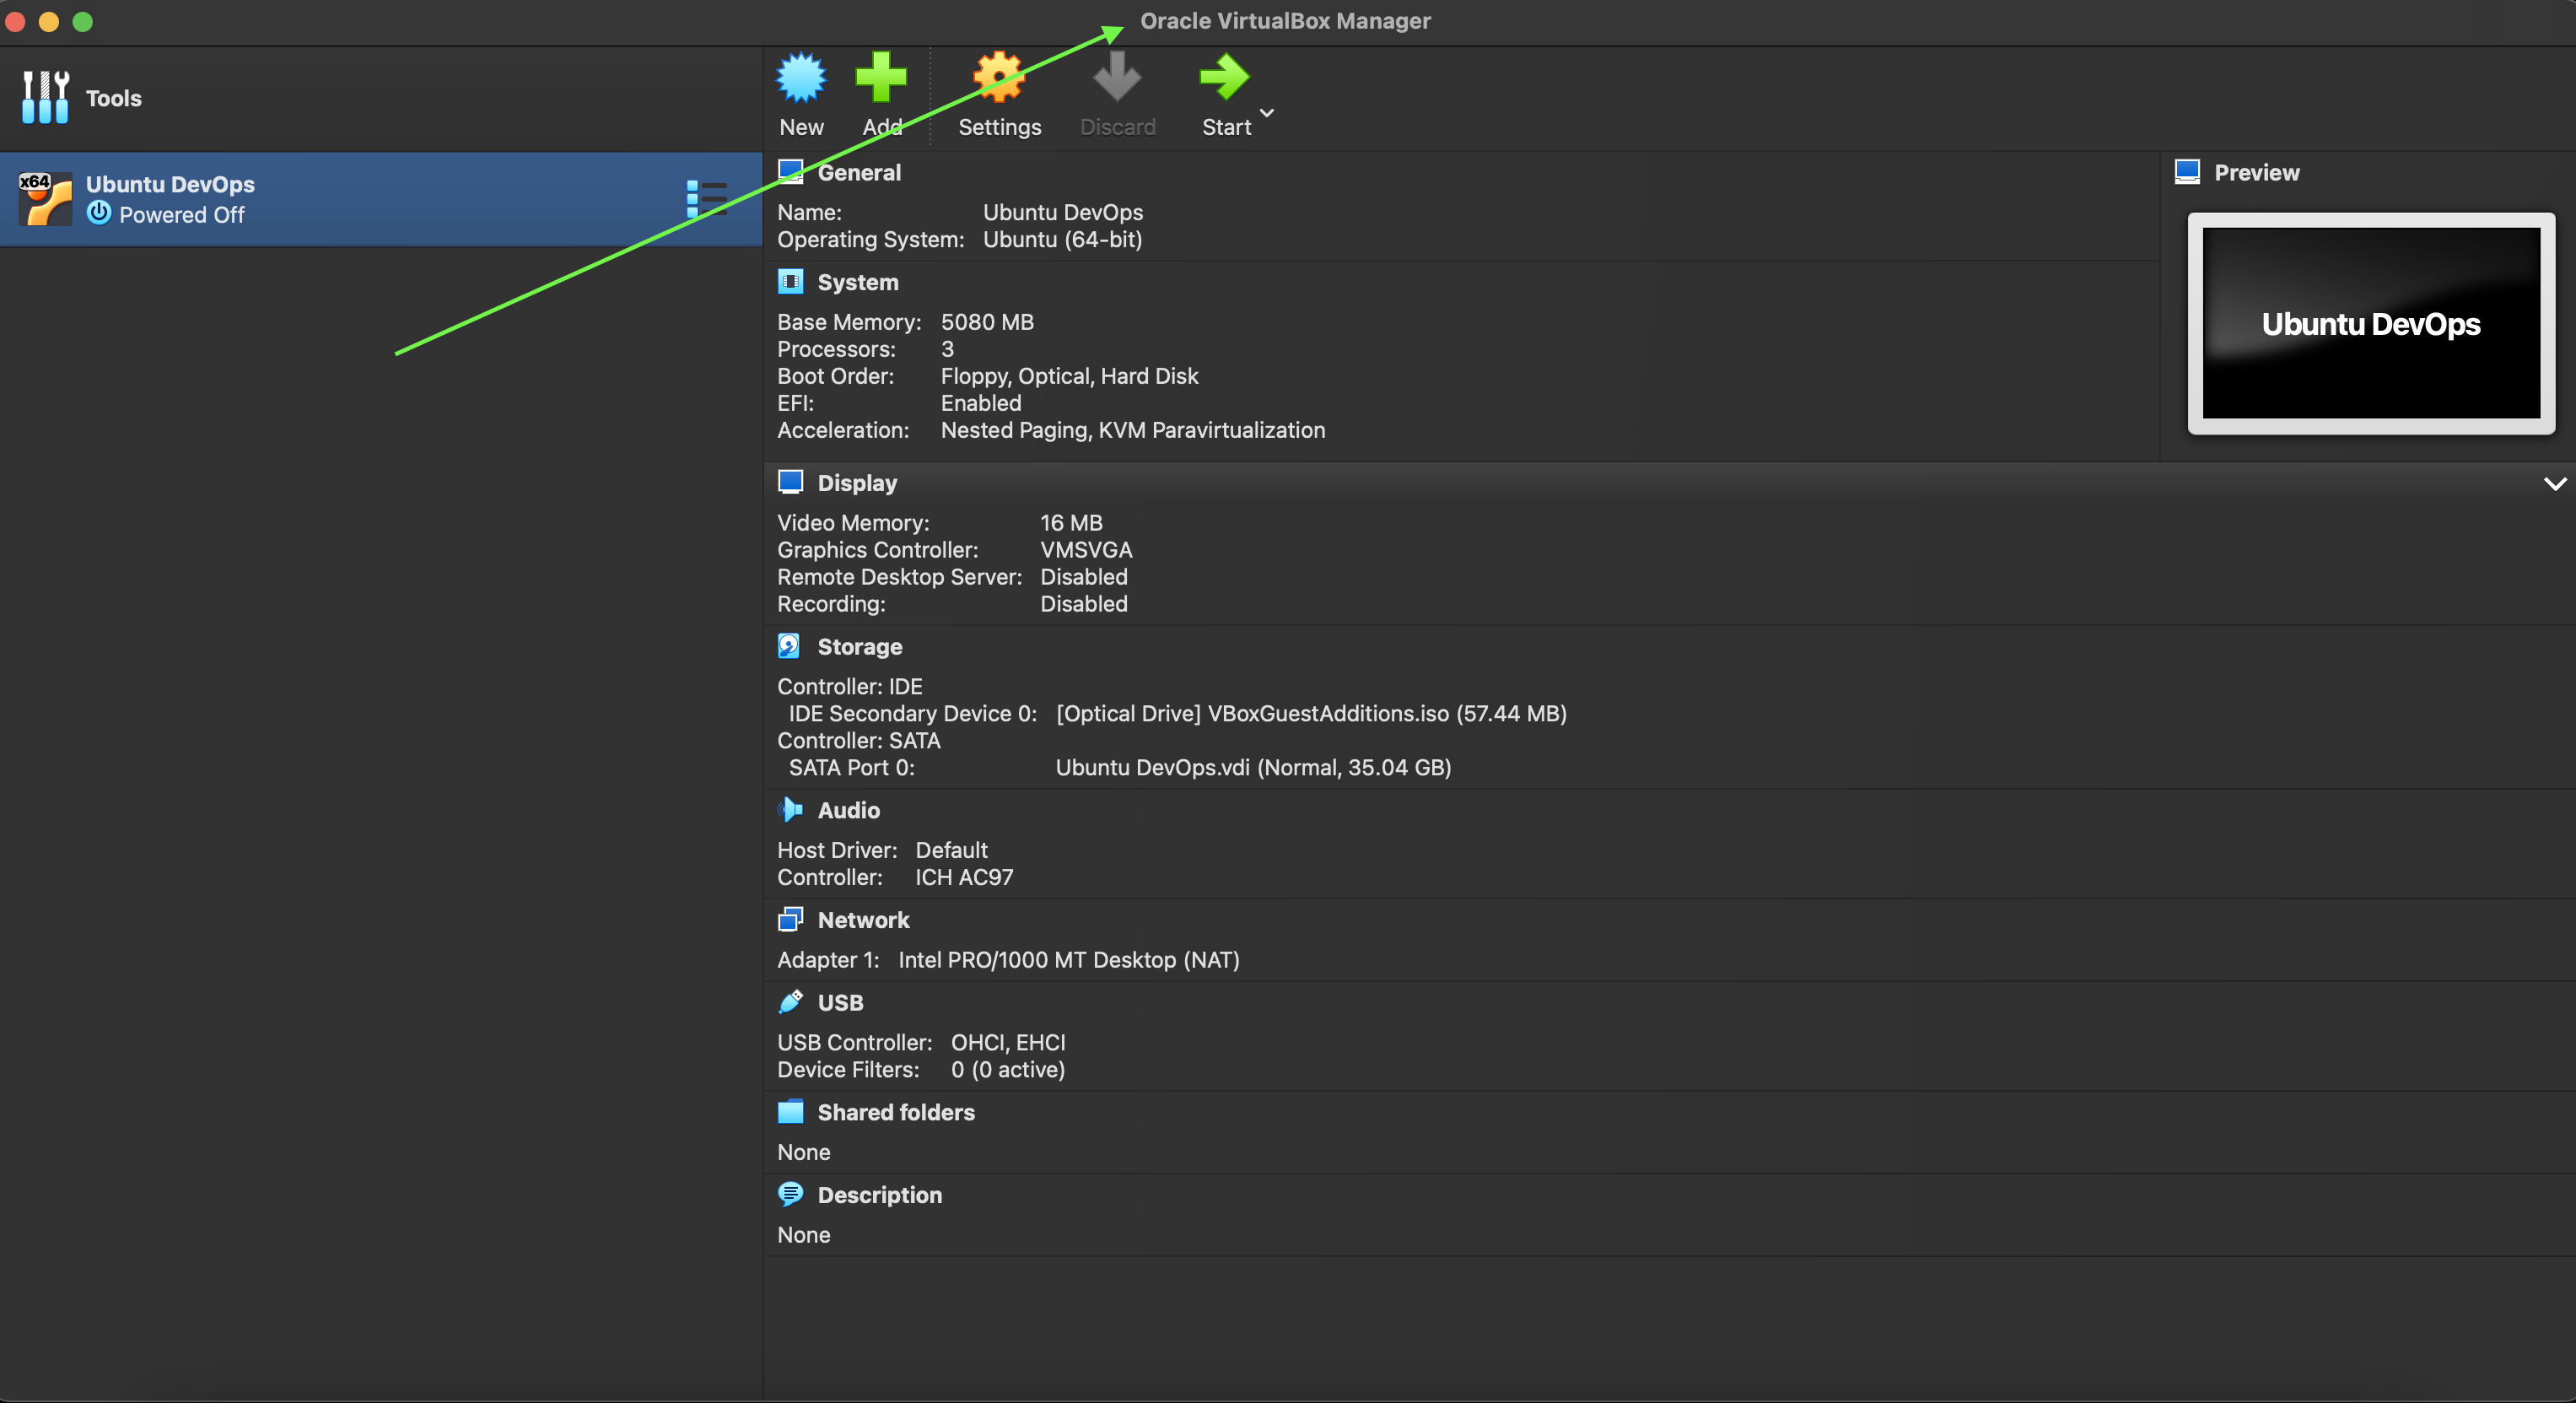 Oracle VirtualBox Manager
Tools
New
Add
Settings
Discard
Start
x64
Ubuntu DevOps
Powered Off
General
Name: Ubuntu DevOps
Operating System: Ubuntu (64-bit)
System
Base Memory: 5080 MB
Processors: 3
Boot Order: Floppy, Optical, Hard Disk
EFI: Enabled
Acceleration: Nested Paging, KVM Paravirtualization
Preview
Ubuntu DevOps
Display
Video Memory: 16 MB
Graphics Controller: VMSVGA
Remote Desktop Server: Disabled
Recording: Disabled
Storage
Controller: IDE
IDE Secondary Device 0: [Optical Drive] VBoxGuestAdditions.iso (57.44 MB)
Controller: SATA
SATA Port 0: Ubuntu DevOps.vdi (Normal, 35.04 GB)
Audio
Host Driver: Default
Controller: ICH AC97
Network
Adapter 1: Intel PRO/1000 MT Desktop (NAT)
USB
USB Controller: OHCI, EHCI
Device Filters: 0 (0 active)
Shared folders
None
Description
None